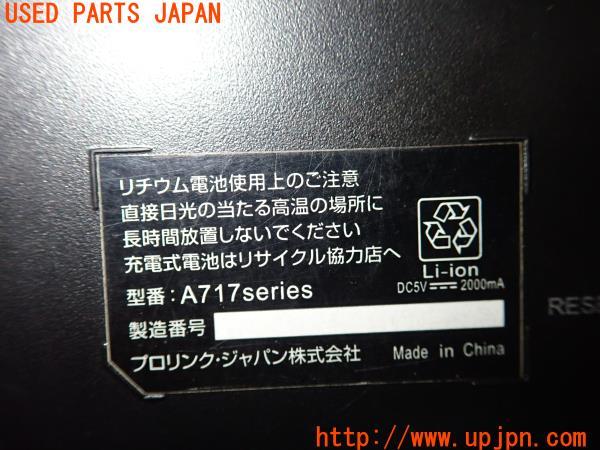 USED PARTS JAPAN
リチウム電池使用上のご注意
直接日光の当たる高温の場所に
長時間放置しないでください
充電式電池はリサイクル協力店へ
Li-ion
DC5V⎓2000mA
型番：A717series
製造番号
プロリンク・ジャパン株式会社
Made in China
http://www.upjpn.com